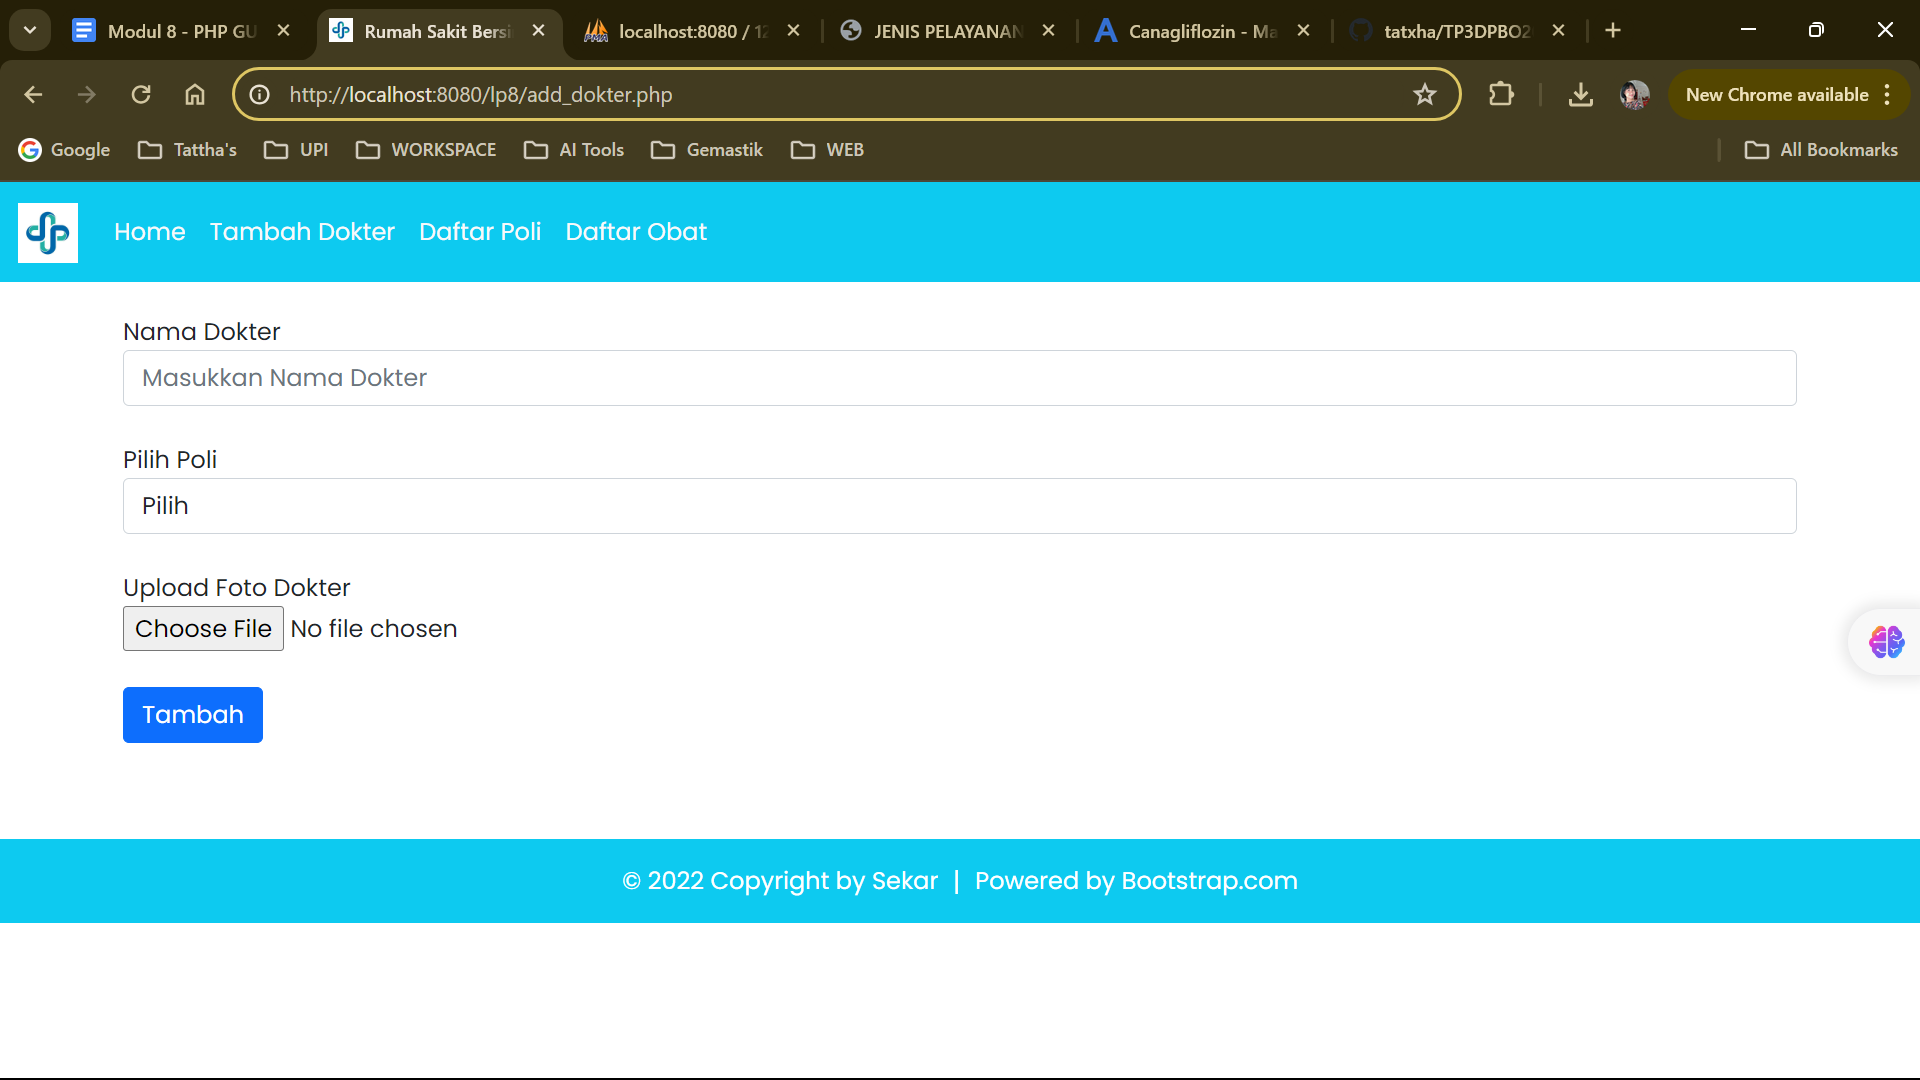 Modul 8 - PHP GU
Rumah Sakit Bersi
localhost:8080 / 12
JENIS PELAYANAN
Canagliflozin - Ma
tatxha/TP3DPBO2
http://localhost:8080/lp8/add_dokter.php
New Chrome available
Google
Tattha's
UPI
WORKSPACE
AI Tools
Gemastik
WEB
All Bookmarks
Home
Tambah Dokter
Daftar Poli
Daftar Obat
Nama Dokter
Masukkan Nama Dokter
Pilih Poli
Pilih
Upload Foto Dokter
Choose File No file chosen
Tambah
© 2022 Copyright by Sekar | Powered by Bootstrap.com